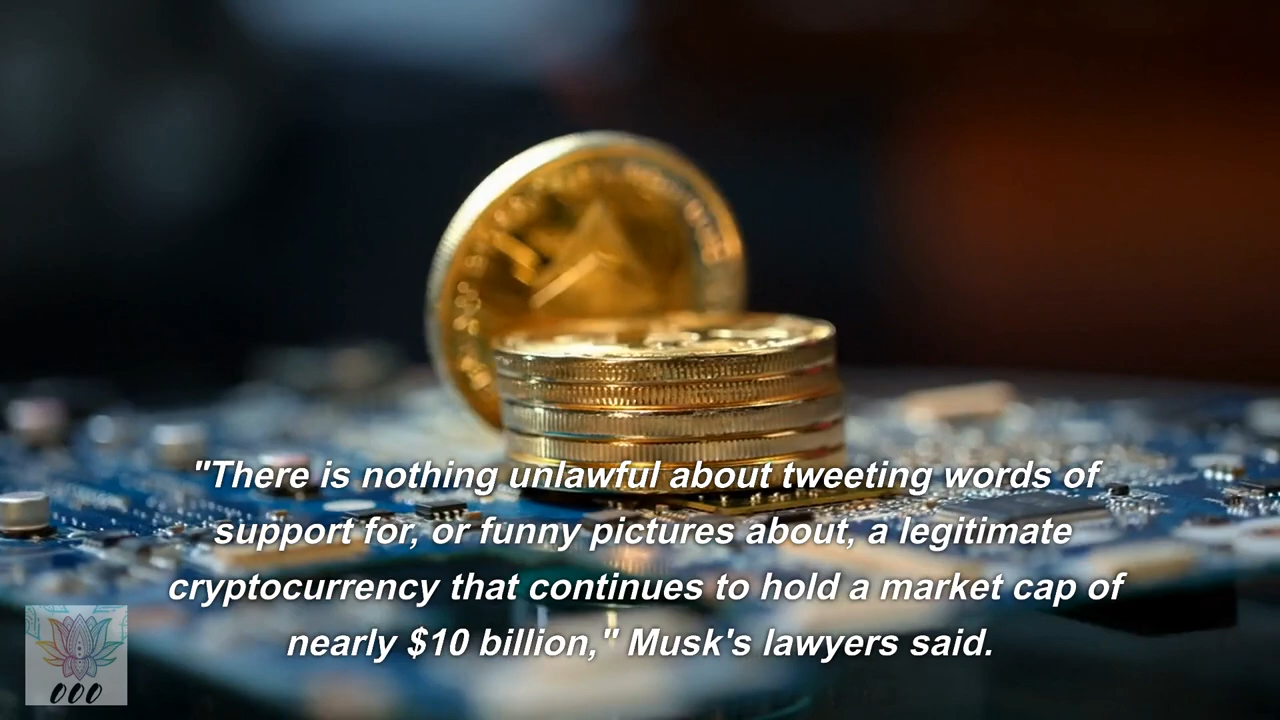 "There is nothing unlawful about tweeting words of
support for, or funny pictures about, a legitimate
cryptocurrency that continues to hold a market cap of
nearly $10 billion," Musk's lawyers said.
000